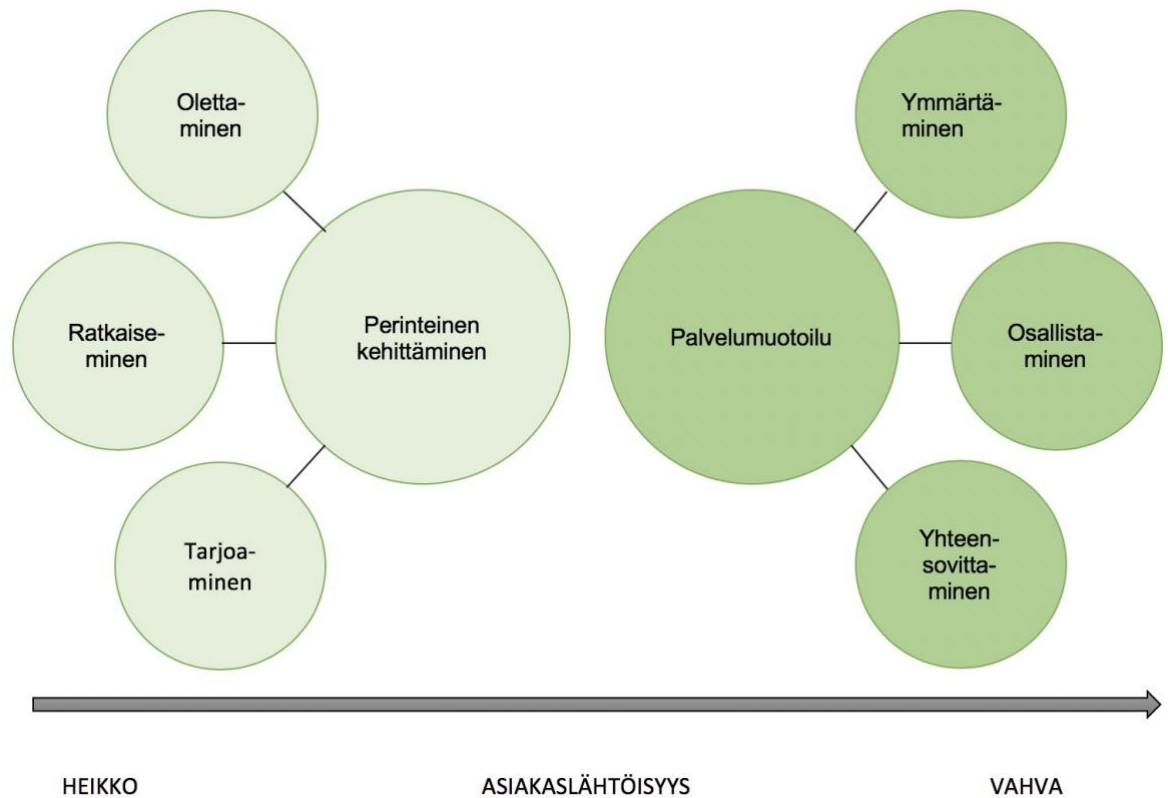 Oletta-
minen
Ratkaise-
minen
Perinteinen
kehittäminen
Tarjoa-
minen
Ymmärtä-
minen
Palvelumuotoilu
Osallista-
minen
Yhteen-
sovitta-
minen
HEIKKO
ASIAKASLÄHTÖISYYS
VAHVA